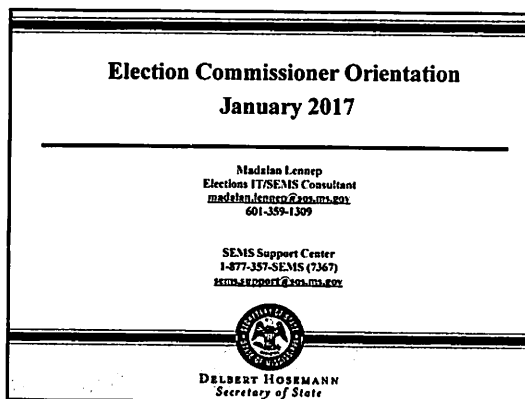 Election Commissioner Orientation
January 2017
Madalan Lennep
Elections IT/SEMS Consultant
madalan.lennep@sos.ms.gov
601-359-1309
SEMS Support Center
1-877-357-SEMS (7367)
sems.support@sos.ms.gov
DELBERT HOSEMANN
Secretary of State